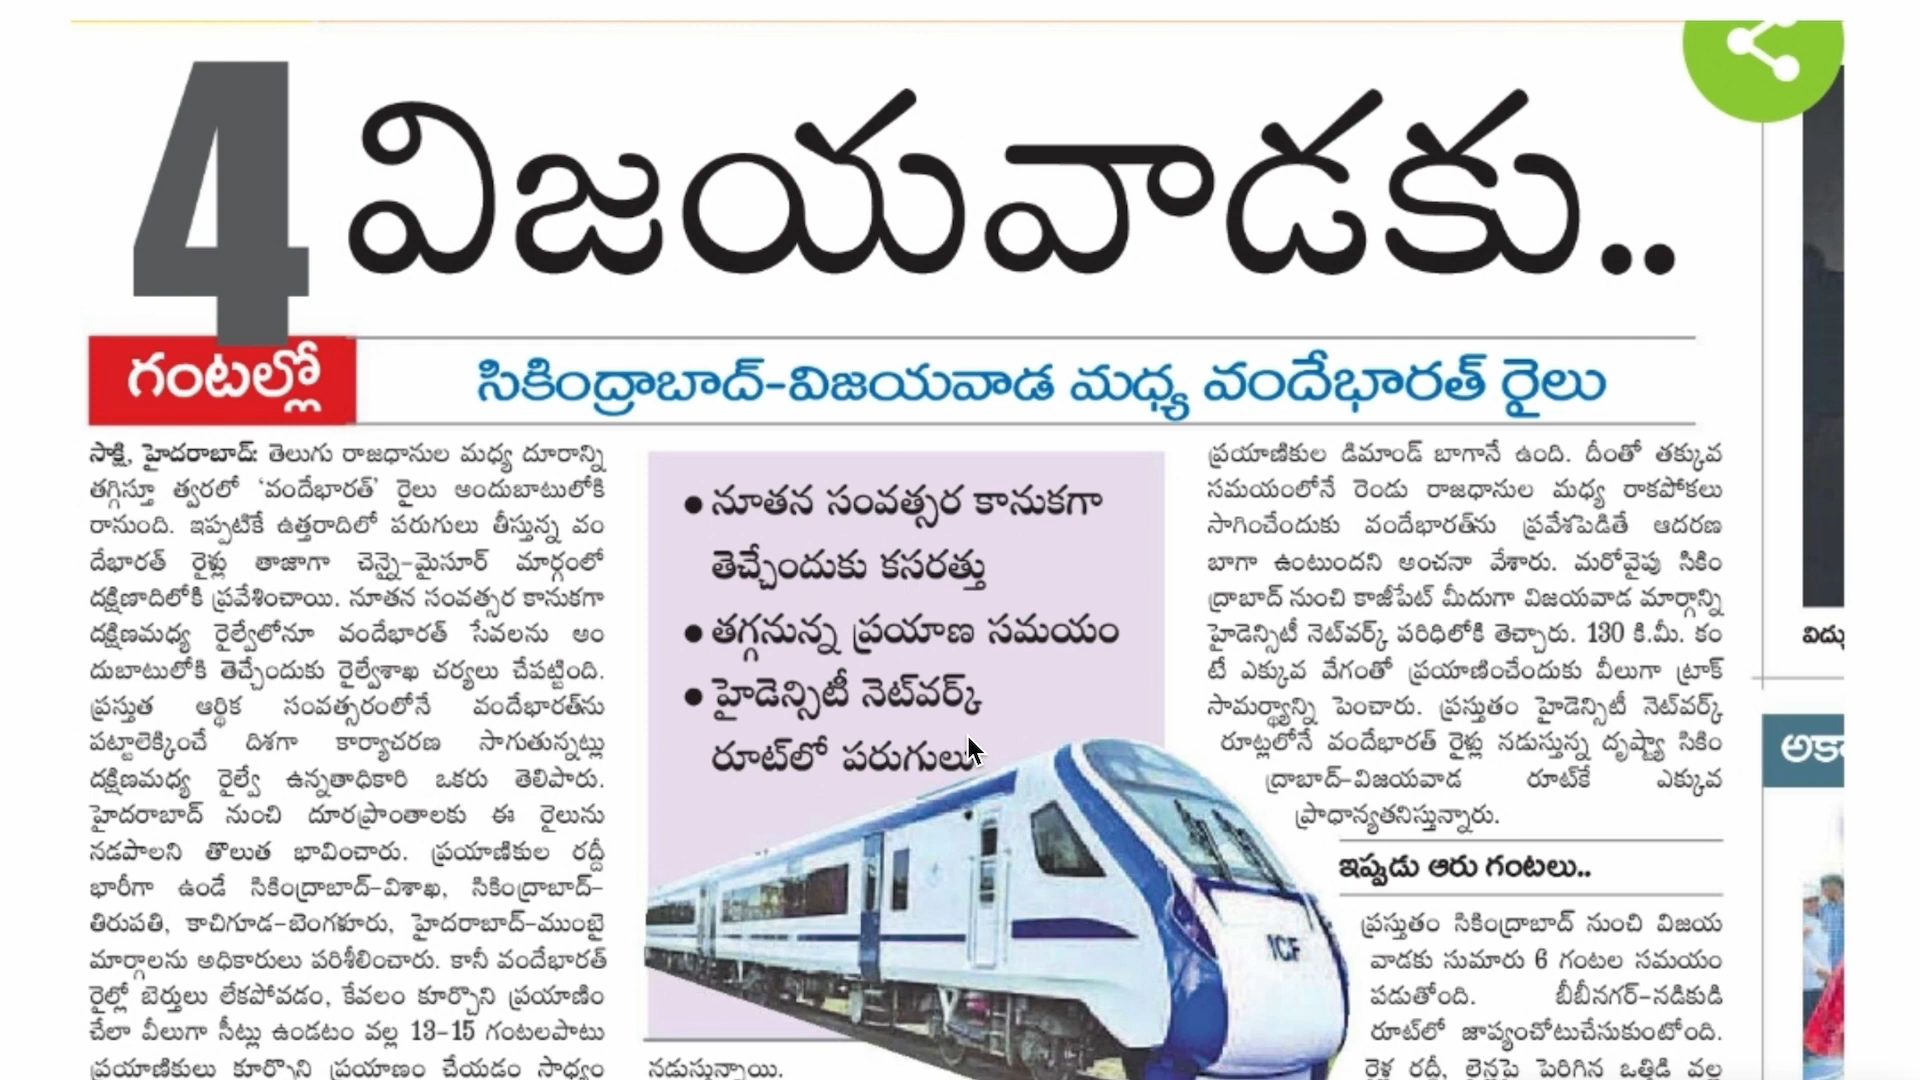 4 విజయవాడకు..
గంటల్లో
సికింద్రాబాద్-విజయవాడ మధ్య వందేభారత్ రైలు
సాక్షి, హైదరాబాద్: తెలుగు రాజధానుల మధ్య దూరాన్ని
తగ్గిస్తూ త్వరలో ‘వందేభారత్’ రైలు అందుబాటులోకి
రానుంది. ఇప్పటికే ఉత్తరాదిలో పరుగులు తీస్తున్న వం
దేభారత్ రైళ్లు తాజాగా చెన్నై-మైసూర్ మార్గంలో
దక్షిణాదిలోకి ప్రవేశించాయి. నూతన సంవత్సర కానుకగా
దక్షిణమధ్య రైల్వేలోనూ వందేభారత్ సేవలను అం
దుబాటులోకి తెచ్చేందుకు రైల్వేశాఖ చర్యలు చేపట్టింది.
ప్రస్తుత ఆర్థిక సంవత్సరంలోనే వందేభారత్‌ను
పట్టాలెక్కించే దిశగా కార్యాచరణ సాగుతున్నట్లు
దక్షిణమధ్య రైల్వే ఉన్నతాధికారి ఒకరు తెలిపారు.
హైదరాబాద్ నుంచి దూరప్రాంతాలకు ఈ రైలును
నడపాలని తొలుత భావించారు. ప్రయాణికుల రద్దీ
భారీగా ఉండే సికింద్రాబాద్-విశాఖ, సికింద్రాబాద్-
తిరుపతి, కాచిగూడ-బెంగళూరు, హైదరాబాద్-ముంబై
మార్గాలను అధికారులు పరిశీలించారు. కానీ వందేభారత్
రైల్లో బెర్తులు లేకపోవడం, కేవలం కూర్చొని ప్రయాణిం
చేలా వీలుగా సీట్లు ఉండటం వల్ల 13-15 గంటలపాటు
ప్రయాణికులు కూర్చొని ప్రయాణం చేయడం సాధ్యం
● నూతన సంవత్సర కానుకగా
తెచ్చేందుకు కసరత్తు
● తగ్గనున్న ప్రయాణ సమయం
● హైడెన్సిటీ నెట్‌వర్క్
రూట్‌లో పరుగులు
ICF
నడుస్తున్నాయి.
ప్రయాణికుల డిమాండ్ బాగానే ఉంది. దీంతో తక్కువ
సమయంలోనే రెండు రాజధానుల మధ్య రాకపోకలు
సాగించేందుకు వందేభారత్‌ను ప్రవేశపెడితే ఆదరణ
బాగా ఉంటుందని అంచనా వేశారు. మరోవైపు సికిం
ద్రాబాద్ నుంచి కాజీపేట్ మీదుగా విజయవాడ మార్గాన్ని
హైడెన్సిటీ నెట్‌వర్క్ పరిధిలోకి తెచ్చారు. 130 కి.మీ. కం
టే ఎక్కువ వేగంతో ప్రయాణించేందుకు వీలుగా ట్రాక్
సామర్థ్యాన్ని పెంచారు. ప్రస్తుతం హైడెన్సిటీ నెట్‌వర్క్
రూట్లలోనే వందేభారత్ రైళ్లు నడుస్తున్న దృష్ట్యా సికిం
ద్రాబాద్-విజయవాడ రూట్‌కే ఎక్కువ
ప్రాధాన్యతనిస్తున్నారు.
ఇప్పుడు ఆరు గంటలు..
ప్రస్తుతం సికింద్రాబాద్ నుంచి విజయ
వాడకు సుమారు 6 గంటల సమయం
పడుతోంది. బీబీనగర్-నడికుడి
రూట్‌లో జాప్యంచోటుచేసుకుంటోంది.
రైళ్ల రద్దీ, లైన్లపై పెరిగిన ఒత్తిడి వల్ల